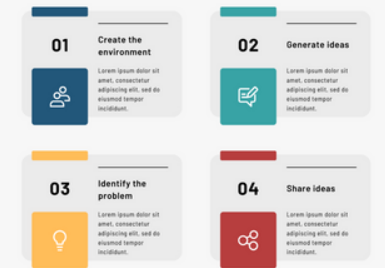 01
Create the
environment
Lorem ipsum dolor sit
amet, consectetur
adipiscing elit, sed do
eiusmod tempor
incididunt.
02
Generate ideas
Lorem ipsum dolor sit
amet, consectetur
adipiscing elit, sed do
eiusmod tempor
incididunt.
03
Identify the
problem
Lorem ipsum dolor sit
amet, consectetur
adipiscing elit, sed do
eiusmod tempor
incididunt.
04
Share ideas
Lorem ipsum dolor sit
amet, consectetur
adipiscing elit, sed do
eiusmod tempor
incididunt.